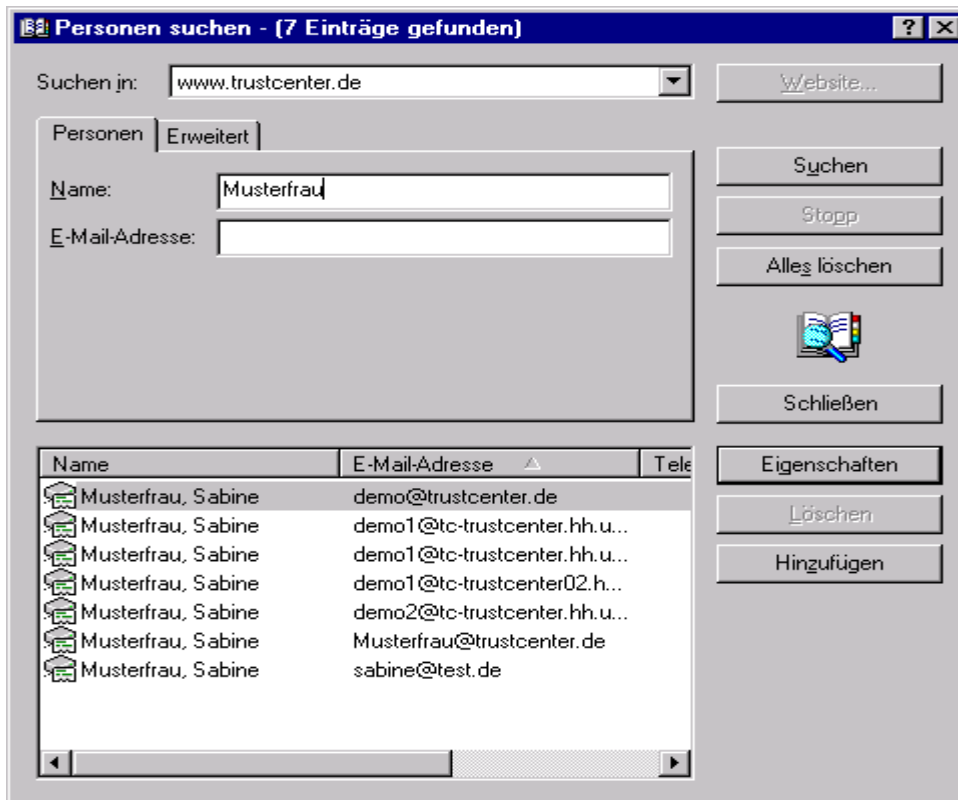 Personen suchen - (7 Einträge gefunden)
Suchen in: www.trustcenter.de
Website...
Personen Erweitert
Name: Musterfrau
E-Mail-Adresse:
Suchen
Stopp
Alles löschen
Schließen
Eigenschaften
Löschen
Hinzufügen
Name E-Mail-Adresse Tele
Musterfrau, Sabine demo@trustcenter.de
Musterfrau, Sabine demo1@tc-trustcenter.hh.u...
Musterfrau, Sabine demo1@tc-trustcenter.hh.u...
Musterfrau, Sabine demo1@tc-trustcenter02.h...
Musterfrau, Sabine demo2@tc-trustcenter.hh.u...
Musterfrau, Sabine Musterfrau@trustcenter.de
Musterfrau, Sabine sabine@test.de